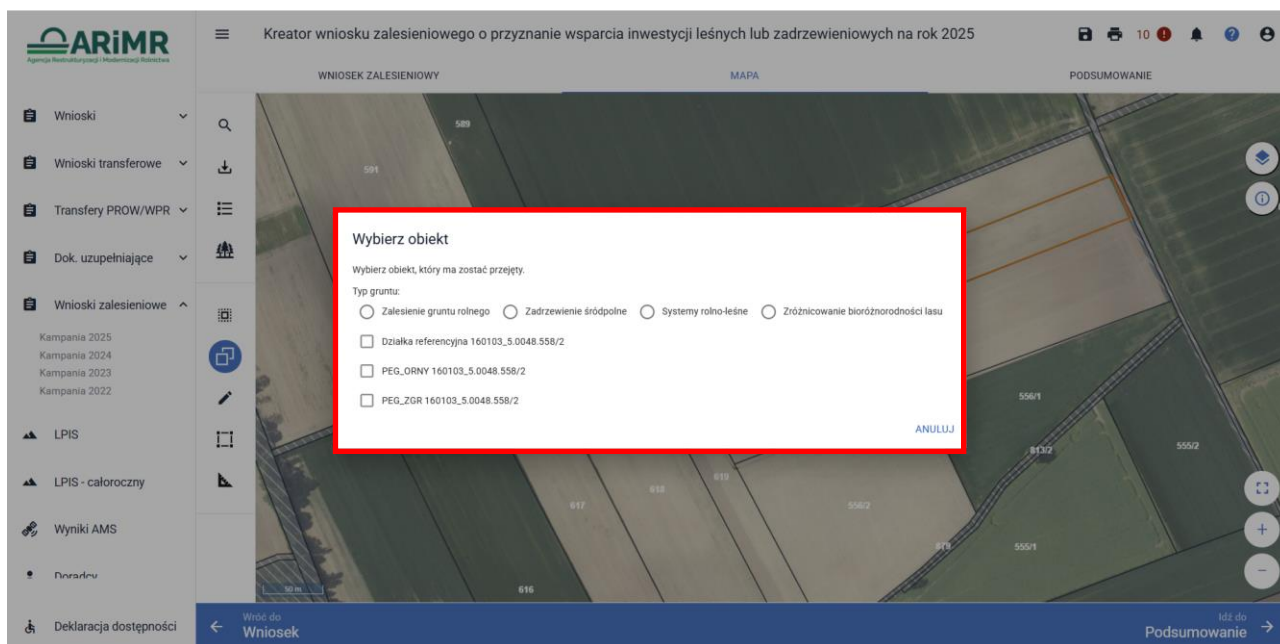 ARiMR
Agencja Restrukturyzacji i Modernizacji Rolnictwa
Kreator wniosku zalesieniowego o przyznanie wsparcia inwestycji leśnych lub zadrzewieniowych na rok 2025
10
WNIOSEK ZALESIENIOWY
MAPA
PODSUMOWANIE
Wnioski
Wnioski transferowe
Transfery PROW/WPR
Dok. uzupełniające
Wnioski zalesieniowe
Kampania 2025
Kampania 2024
Kampania 2023
Kampania 2022
LPIS
LPIS - całoroczny
Wyniki AMS
Doradcy
Deklaracja dostępności
589
591
Wybierz obiekt
Wybierz obiekt, który ma zostać przejęty.
Typ gruntu:
Zalesienie gruntu rolnego
Zadrzewienie śródpolne
Systemy rolno-leśne
Zróżnicowanie bioróżnorodności lasu
Działka referencyjna 160103_5.0048.558/2
PEG_ORNY 160103_5.0048.558/2
PEG_ZGR 160103_5.0048.558/2
ANULUJ
556/1
813/2
555/2
619
618
617
556/2
555/1
616
50 m
Wróć do
Wniosek
Idź do
Podsumowanie